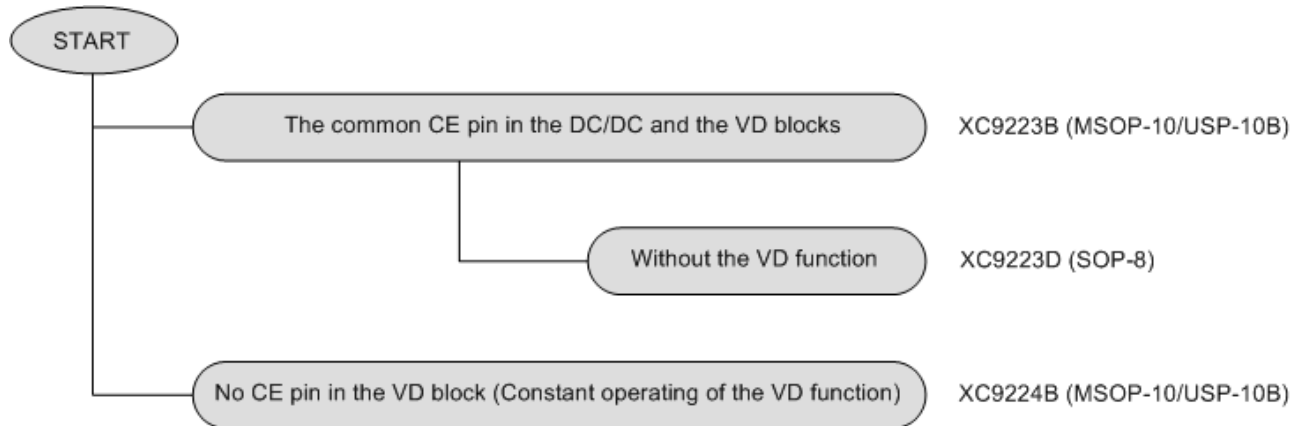 START
The common CE pin in the DC/DC and the VD blocks
XC9223B (MSOP-10/USP-10B)
Without the VD function
XC9223D (SOP-8)
No CE pin in the VD block (Constant operating of the VD function)
XC9224B (MSOP-10/USP-10B)